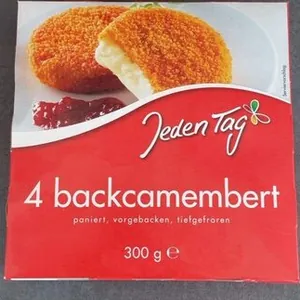 Jeden Tag
4 backcamembert
paniert, vorgebacken, tiefgefroren
300 g ℮